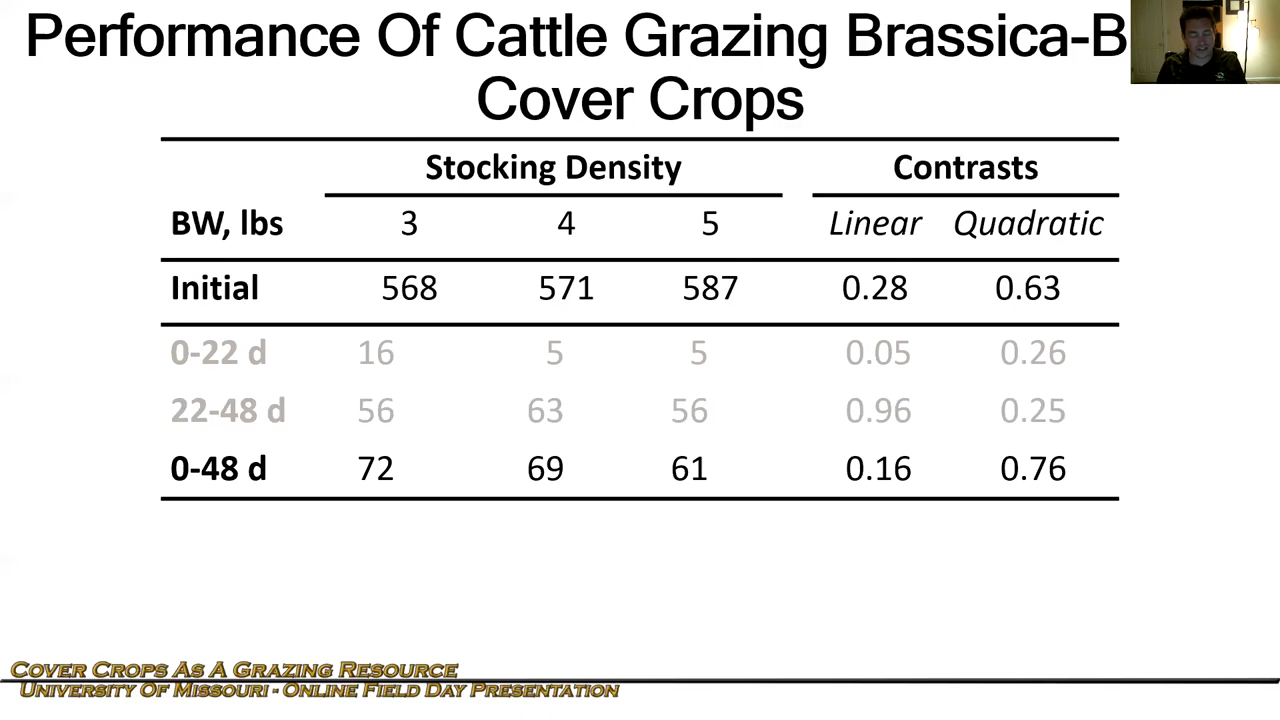 Performance Of Cattle Grazing Brassica-B
Cover Crops
Stocking Density Contrasts
BW, lbs 3 4 5 Linear Quadratic
Initial 568 571 587 0.28 0.63
0-22 d 16 5 5 0.05 0.26
22-48 d 56 63 56 0.96 0.25
0-48 d 72 69 61 0.16 0.76
Cover Crops As A Grazing Resource
University Of Missouri - Online Field Day Presentation